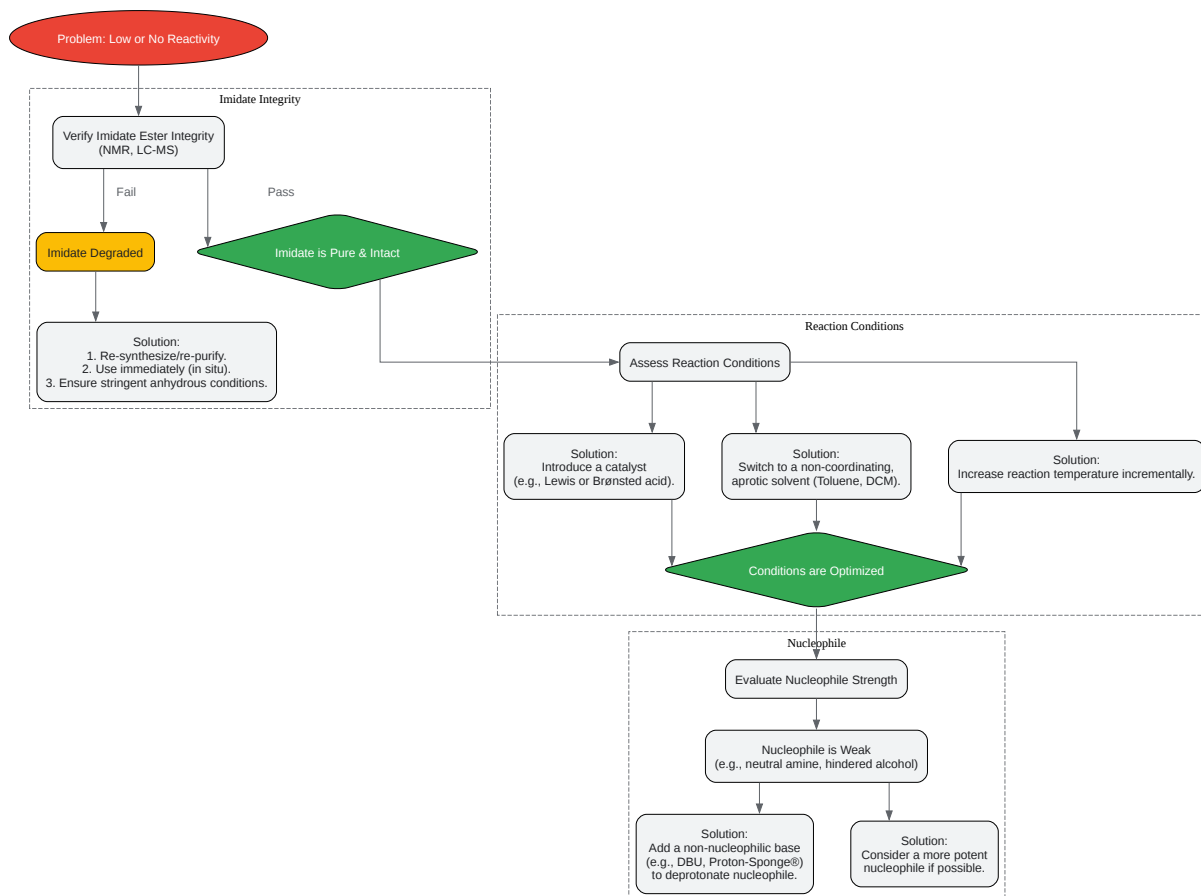 Problem: Low or No Reactivity
Imidate Integrity
Verify Imidate Ester Integrity
(NMR, LC-MS)
Fail
Pass
Imidate Degraded
Imidate is Pure & Intact
Solution:
1. Re-synthesize/re-purify.
2. Use immediately (in situ).
3. Ensure stringent anhydrous conditions.
Reaction Conditions
Assess Reaction Conditions
Solution:
Introduce a catalyst
(e.g., Lewis or Brønsted acid).
Solution:
Switch to a non-coordinating,
aprotic solvent (Toluene, DCM).
Solution:
Increase reaction temperature incrementally.
Conditions are Optimized
Nucleophile
Evaluate Nucleophile Strength
Nucleophile is Weak
(e.g., neutral amine, hindered alcohol)
Solution:
Add a non-nucleophilic base
(e.g., DBU, Proton-Sponge®)
to deprotonate nucleophile.
Solution:
Consider a more potent
nucleophile if possible.